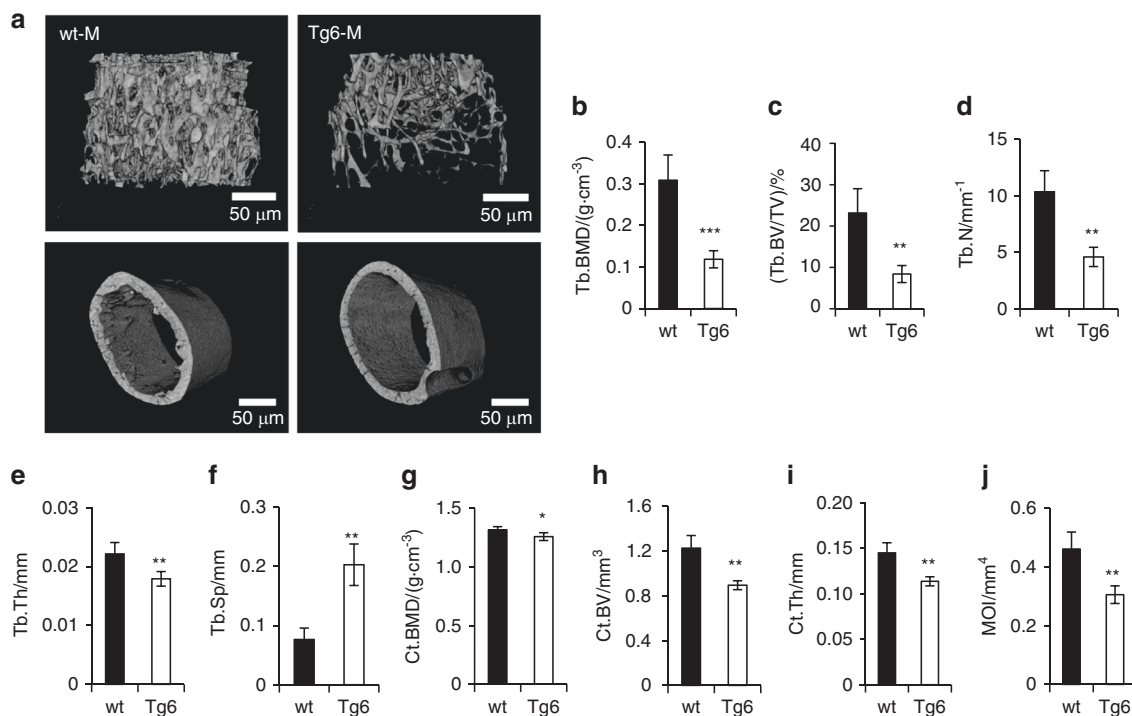 a
wt-M
50 μm
Tg6-M
50 μm
50 μm
50 μm
b
Tb.BMD/(g·cm-3)
0.4
0.3
0.3
0.1
0
***
wt Tg6
c
(Tb.BV/TV)/%
40
30
20
10
0
**
wt Tg6
d
Tb.N/mm-1
15
10
5
0
**
wt Tg6
e
Tb.Th/mm
0.03
0.02
0.01
0
**
wt Tg6
f
Tb.Sp/mm
0.3
0.2
0.1
0
**
wt Tg6
g
Ct.BMD/(g·cm-3)
1.5
1.3
1.5
0
*
wt Tg6
h
Ct.BV/mm3
1.6
1.2
0.8
0.4
0
**
wt Tg6
i
Ct.Th/mm
0.20
0.15
0.10
0.05
0.00
**
wt Tg6
j
MOI/mm4
0.6
0.4
0.2
0
**
wt Tg6